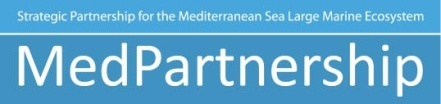 Strategic Partnership for the Mediterranean Sea Large Marine Ecosystem
MedPartnership